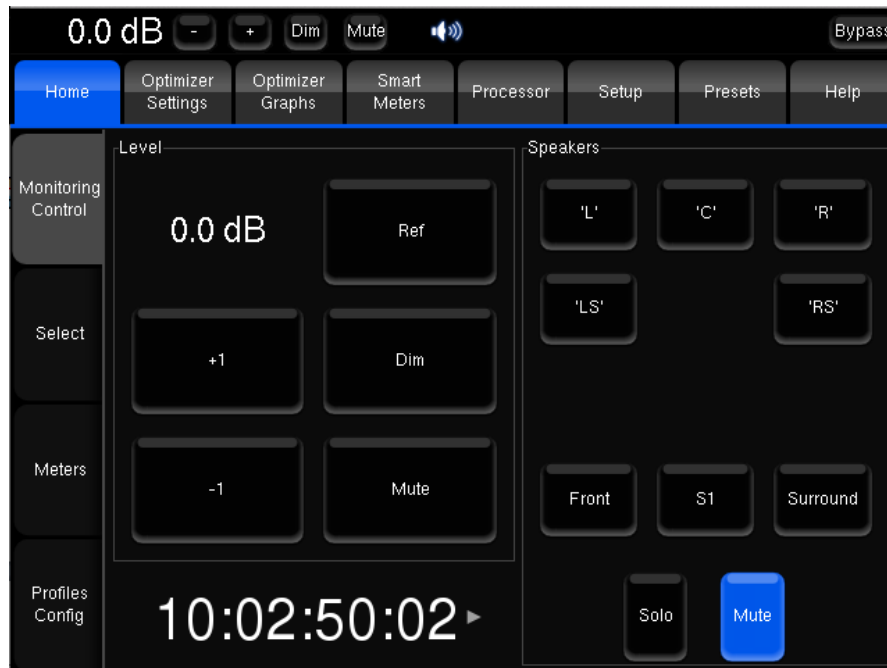 0.0 dB - + Dim Mute Bypass
Home Optimizer Settings Optimizer Graphs Smart Meters Processor Setup Presets Help
Monitoring Control
Select
Meters
Profiles Config
Level
0.0 dB Ref
+1 Dim
-1 Mute
10:02:50:02
Speakers
'L' 'C' 'R'
'LS' 'RS'
Front S1 Surround
Solo Mute